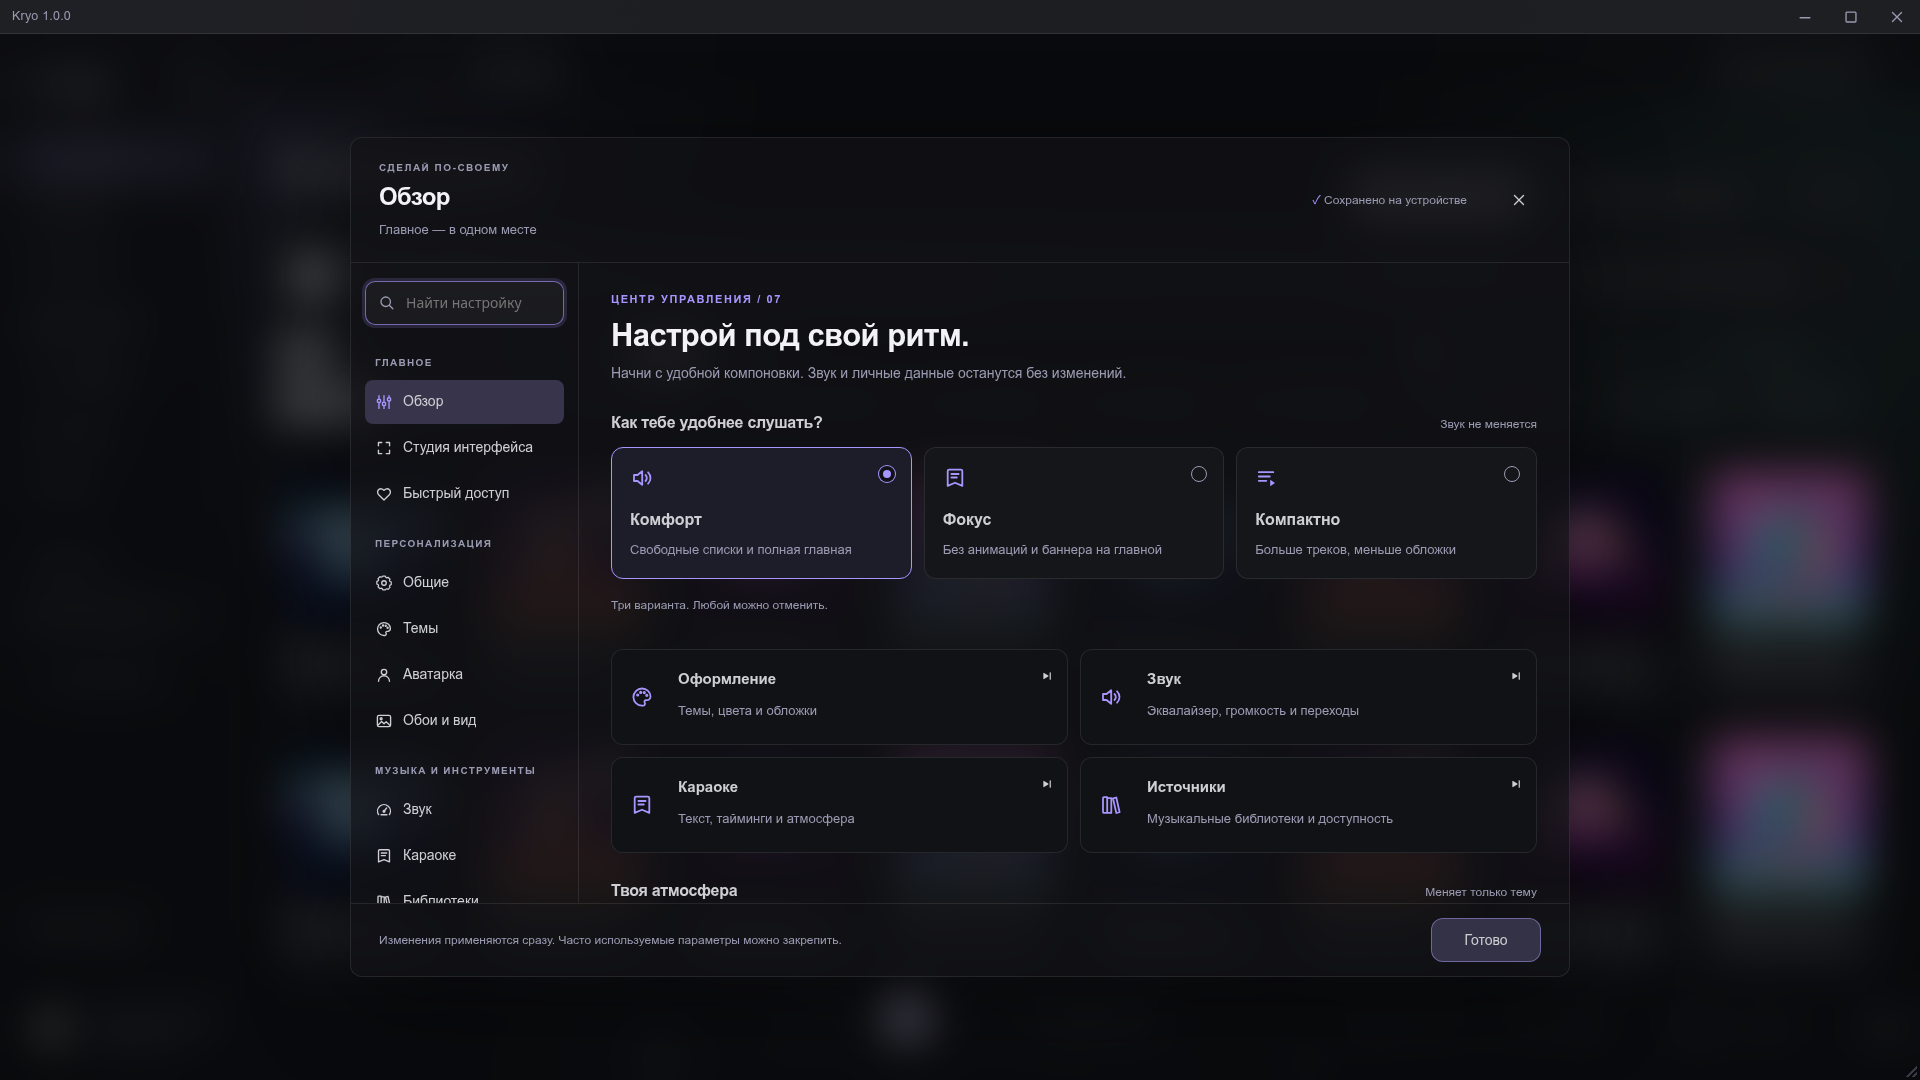 Kryo 1.0.0
СДЕЛАЙ ПО-СВОЕМУ
Обзор
Главное — в одном месте
✓ Сохранено на устройстве
Найти настройку
ГЛАВНОЕ
Обзор
Студия интерфейса
Быстрый доступ
ПЕРСОНАЛИЗАЦИЯ
Общие
Темы
Аватарка
Обои и вид
МУЗЫКА И ИНСТРУМЕНТЫ
Звук
Караоке
Библиотеки
ЦЕНТР УПРАВЛЕНИЯ / 07
Настрой под свой ритм.
Начни с удобной компоновки. Звук и личные данные останутся без изменений.
Как тебе удобнее слушать?
Звук не меняется
Комфорт
Свободные списки и полная главная
Фокус
Без анимаций и баннера на главной
Компактно
Больше треков, меньше обложки
Три варианта. Любой можно отменить.
Оформление
Темы, цвета и обложки
Звук
Эквалайзер, громкость и переходы
Караоке
Текст, тайминги и атмосфера
Источники
Музыкальные библиотеки и доступность
Твоя атмосфера
Меняет только тему
Изменения применяются сразу. Часто используемые параметры можно закрепить.
Готово